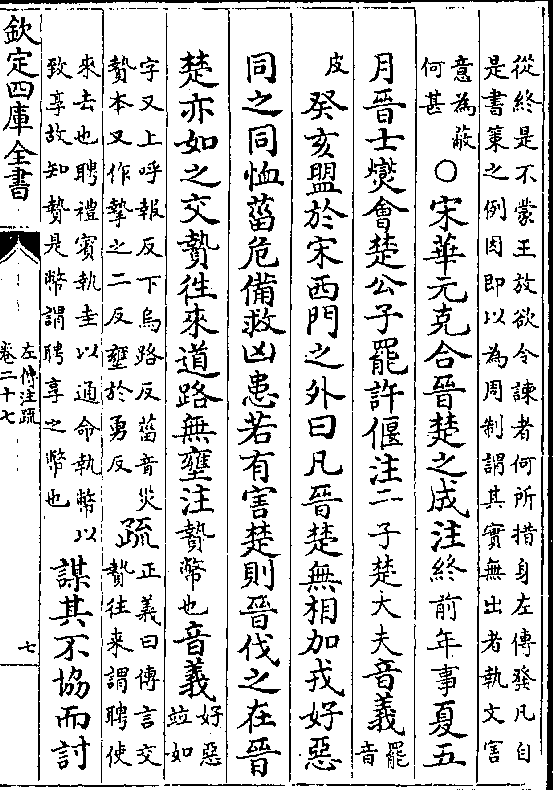 從終是不蒙王放欲令諫者何所措身左傳發凡自
是書策之例因即以為周制謂其實無出者執文害
意為蔽
何甚
○宋華元克合晉楚之成注終前年事夏五
月晉士燮會楚公子罷許偃注二子楚大夫音義
罷
音
皮
癸亥盟於宋西門之外曰凡晉楚無相加戎好惡
同之同恤菑危備救凶患若有害楚則晉伐之在晉
楚亦如之交贄往來道路無壅注贄幣也音義
好惡
竝如
字又上呼報反下烏路反菑音災
贄本又作摯之二反壅於勇反
疏
正義曰傳言交
贄往来謂聘使
來去也聘禮賓執圭以通命執幣以
致享故知贄是幣謂聘享之幣也
謀其不協而討
欽定四庫全書
左傳注疏
卷二十七
七